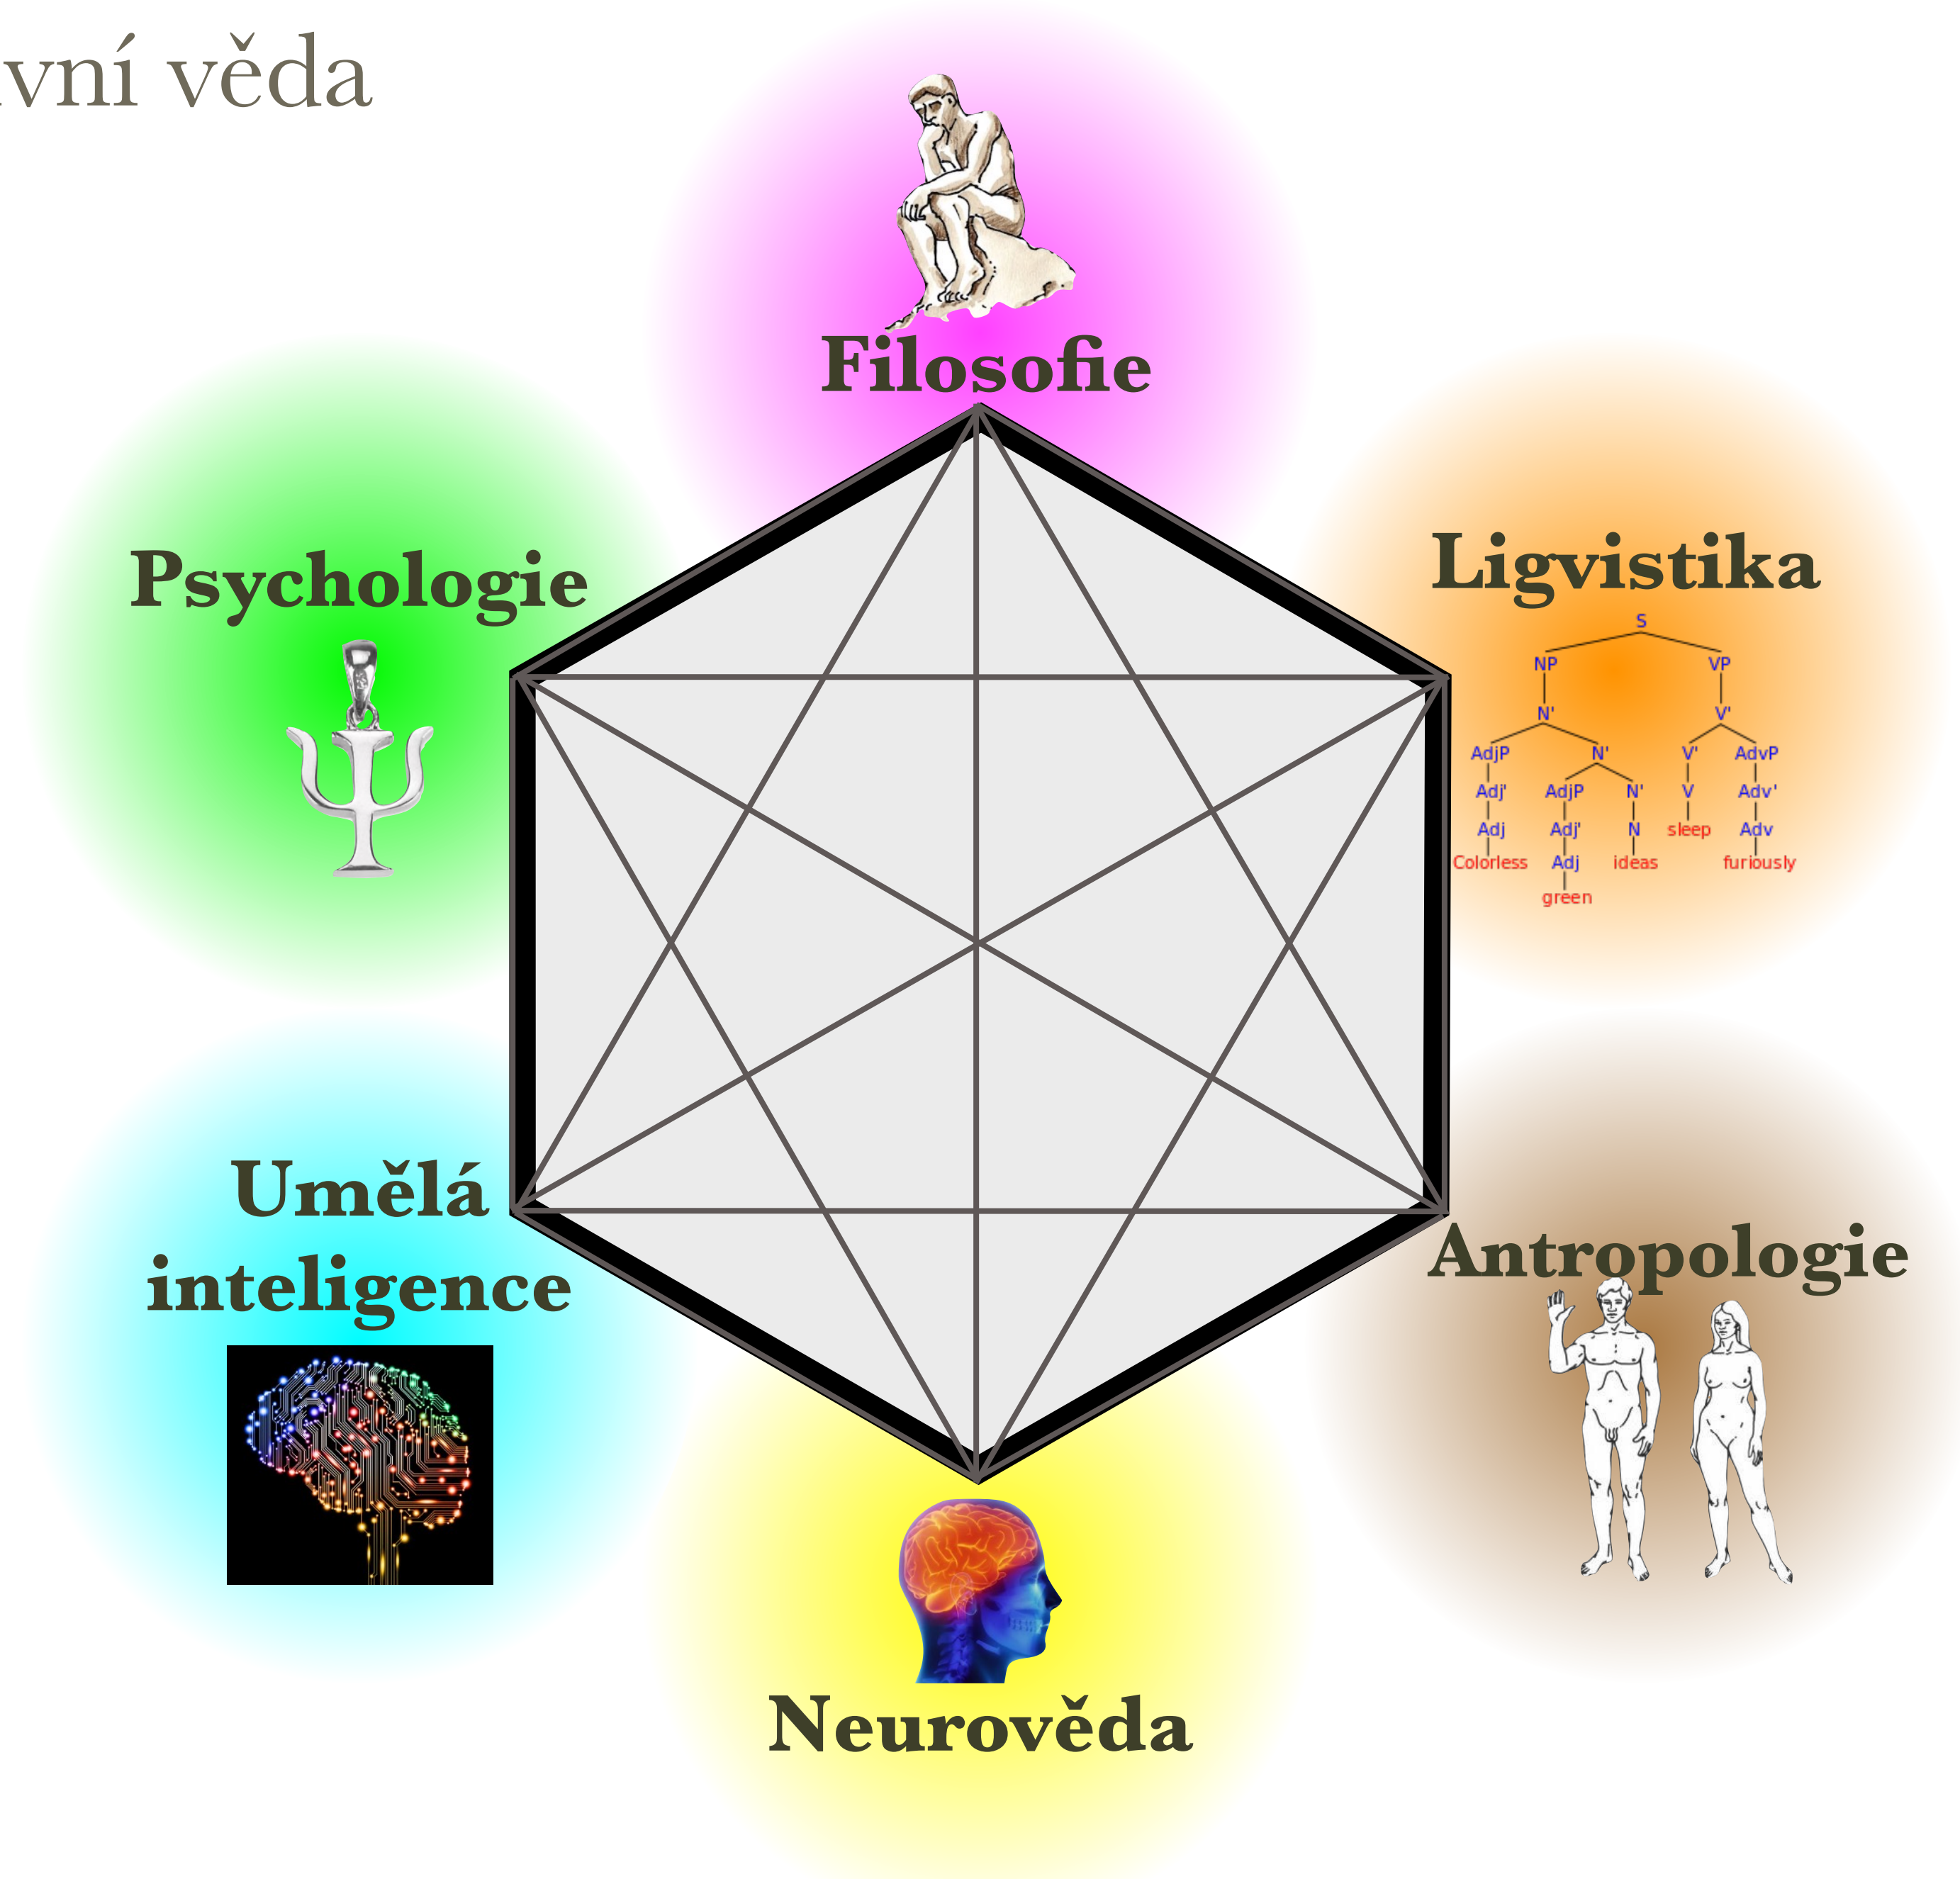 vní věda
Filosofie
Psychologie
Ligvistika
S
NP VP
N' V'
AdjP N' V' AdvP
Adj' AdjP N' V Adv'
Adj Adj' N sleep Adv
Colorless Adj ideas furiously
green
Umělá
inteligence
Antropologie
Neurověda